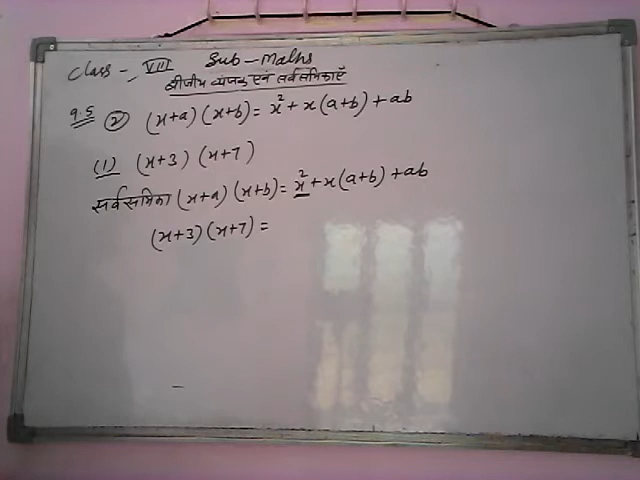 Class - VIII Sub - Maths
बीजीय व्यंजक एवं सर्वसमिकाएँ
9.5 (2) (x+a) (x+b) = x² + x(a+b) + ab
(1) (x+3) (x+7)
सर्वसमिका (x+a) (x+b) = x² + x(a+b) + ab
(x+3) (x+7) =